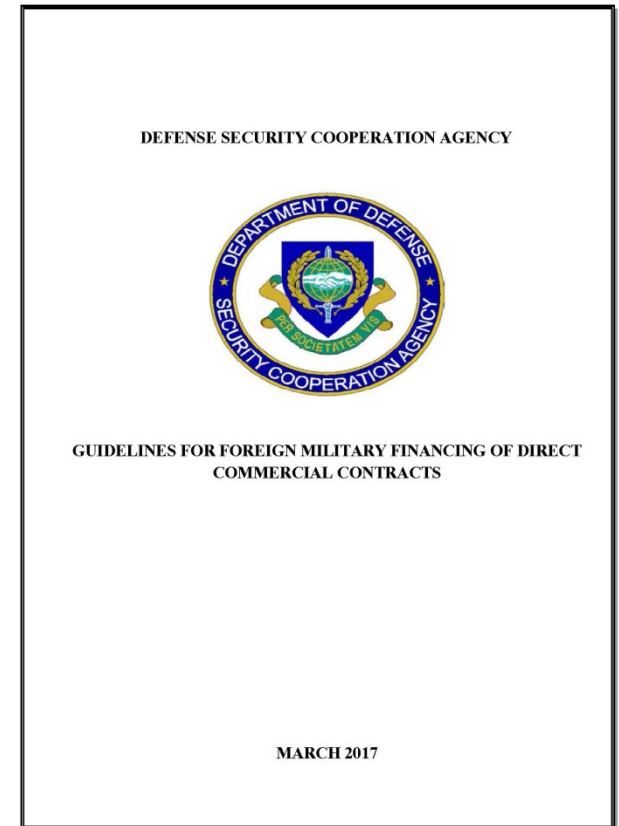 DEFENSE SECURITY COOPERATION AGENCY
DEPARTMENT OF DEFENSE
PER SOCIETATEM VIS
SECURITY COOPERATION AGENCY
GUIDELINES FOR FOREIGN MILITARY FINANCING OF DIRECT
COMMERCIAL CONTRACTS
MARCH 2017